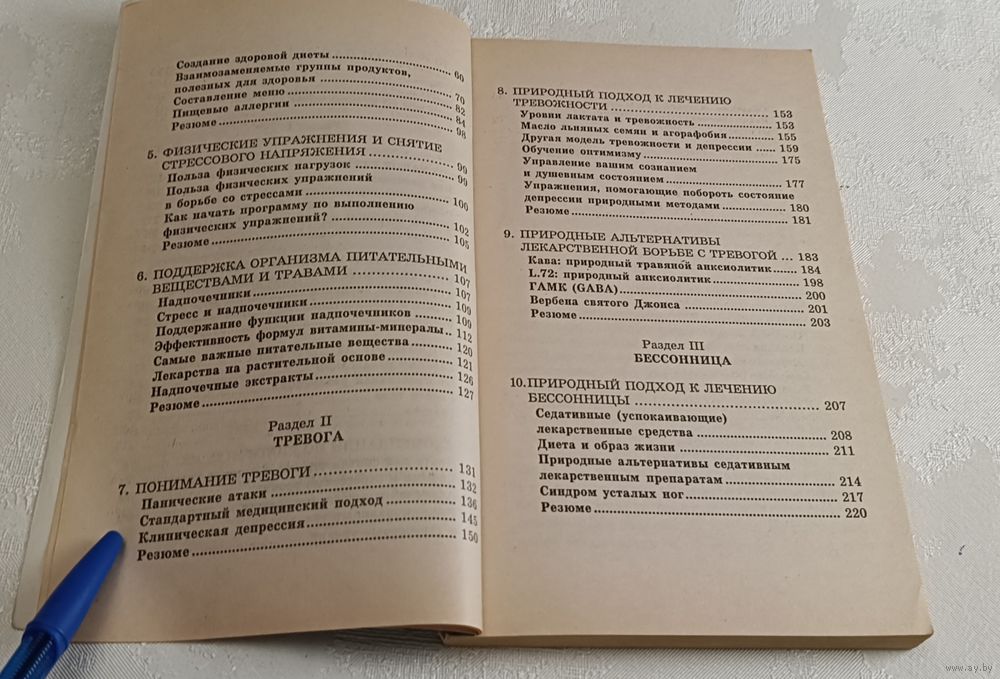 Создание здоровой диеты ..... 60
Взаимозаменяемые группы продуктов,
полезных для здоровья ..... 70
Составление меню ..... 82
Пищевые аллергии ..... 84
Резюме ..... 98
5. ФИЗИЧЕСКИЕ УПРАЖНЕНИЯ И СНЯТИЕ
СТРЕССОВОГО НАПРЯЖЕНИЯ ..... 99
Польза физических нагрузок ..... 99
Польза физических упражнений
в борьбе со стрессами ..... 100
Как начать программу по выполнению
физических упражнений? ..... 102
Резюме ..... 105
6. ПОДДЕРЖКА ОРГАНИЗМА ПИТАТЕЛЬНЫМИ
ВЕЩЕСТВАМИ И ТРАВАМИ ..... 107
Надпочечники ..... 107
Стресс и надпочечники ..... 109
Поддержание функции надпочечников ..... 109
Эффективность формул витамины-минералы .. 112
Самые важные питательные вещества ..... 120
Лекарства на растительной основе ..... 121
Надпочечные экстракты ..... 126
Резюме ..... 127
Раздел II
ТРЕВОГА
7. ПОНИМАНИЕ ТРЕВОГИ ..... 131
Панические атаки ..... 132
Стандартный медицинский подход ..... 136
Клиническая депрессия ..... 145
Резюме ..... 150
8. ПРИРОДНЫЙ ПОДХОД К ЛЕЧЕНИЮ
ТРЕВОЖНОСТИ ..... 153
Уровни лактата и тревожность ..... 153
Масло льняных семян и агорафобия ..... 155
Другая модель тревожности и депрессии ..... 159
Обучение оптимизму ..... 175
Управление вашим сознанием
и душевным состоянием ..... 177
Упражнения, помогающие побороть состояние
депрессии природными методами ..... 180
Резюме ..... 181
9. ПРИРОДНЫЕ АЛЬТЕРНАТИВЫ
ЛЕКАРСТВЕННОЙ БОРЬБЕ С ТРЕВОГОЙ ... 183
Кава: природный травяной анксиолитик ..... 184
L.72: природный анксиолитик ..... 198
ГАМК (GABA) ..... 200
Вербена святого Джонса ..... 201
Резюме ..... 203
Раздел III
БЕССОННИЦА
10. ПРИРОДНЫЙ ПОДХОД К ЛЕЧЕНИЮ
БЕССОННИЦЫ ..... 207
Седативные (успокаивающие)
лекарственные средства ..... 208
Диета и образ жизни ..... 211
Природные альтернативы седативным
лекарственным препаратам ..... 214
Синдром усталых ног ..... 217
Резюме ..... 220
www.ay.by